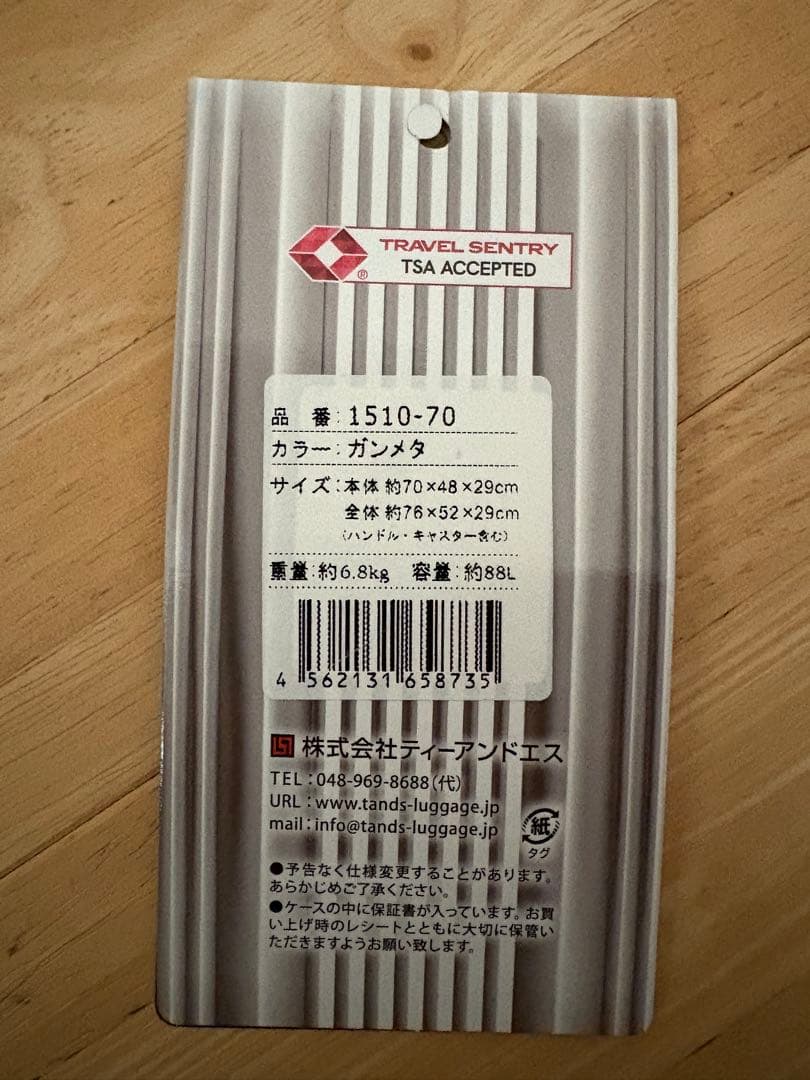 TRAVEL SENTRY
®
TSA ACCEPTED
品 番:1510-70
カラー:ガンメタ
サイズ:本体 約70×48×29cm
全体 約76×52×29cm
(ハンドル・キャスター含む)
重量:約6.8kg 容量:約88L
4 562131 658735
株式会社ティーアンドエス
TEL:048-969-8688(代)
URL:www.tands-luggage.jp
mail:info@tands-luggage.jp
紙
タグ
●予告なく仕様変更することがあります。
あらかじめご了承ください。
●ケースの中に保証書が入っています。お買
い上げ時のレシートとともに大切に保管い
ただきますようお願い致します。